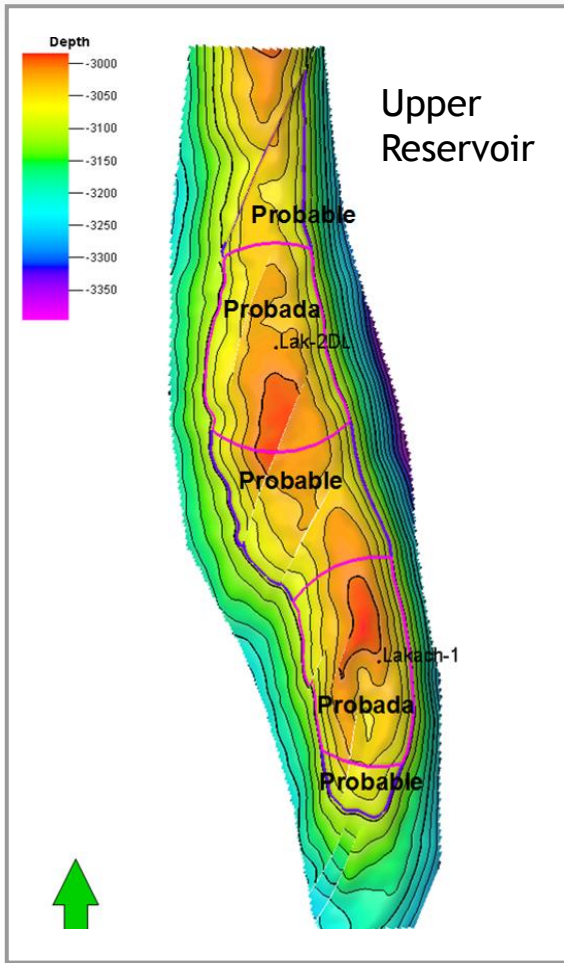 Depth
-3000
-3050
-3100
-3150
-3200
-3250
-3300
-3350
Upper
Reservoir
Probable
Probada
Lak-2DL
Probable
Lakach-1
Probada
Probable